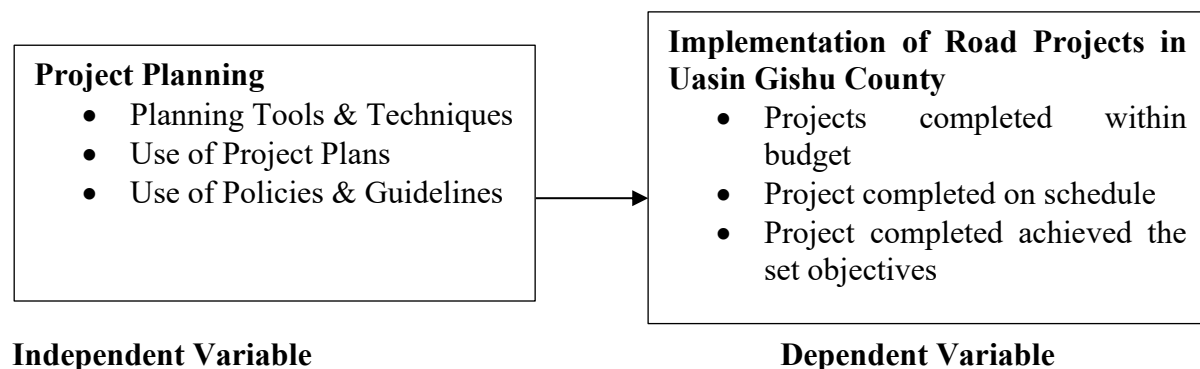 Project Planning
• Planning Tools & Techniques
• Use of Project Plans
• Use of Policies & Guidelines
Implementation of Road Projects in
Uasin Gishu County
• Projects completed within
budget
• Project completed on schedule
• Project completed achieved the
set objectives
Independent Variable
Dependent Variable